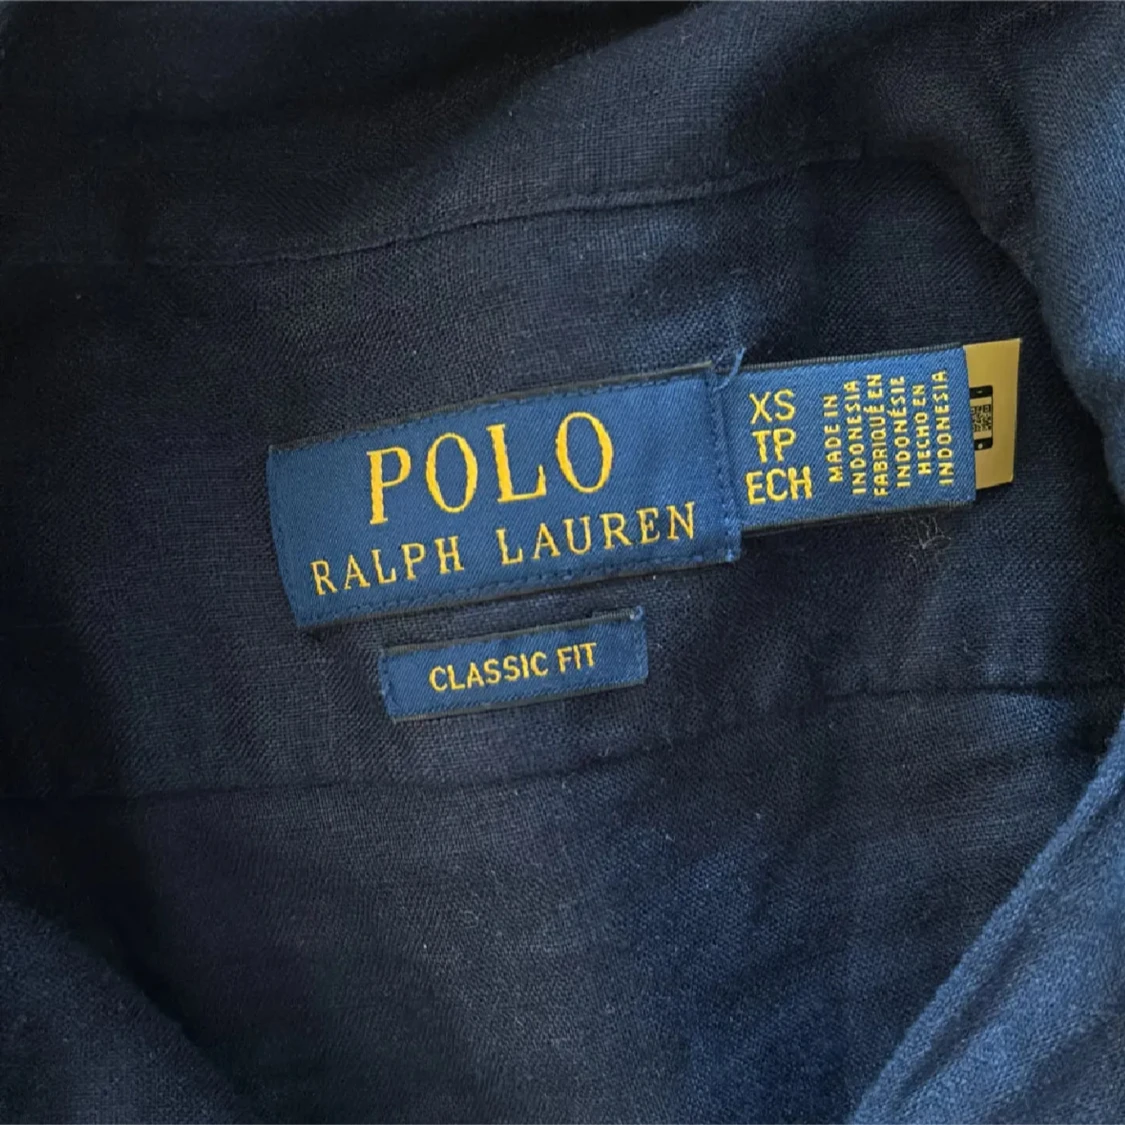 POLO
RALPH LAUREN
CLASSIC FIT
XS
TP
ECH
MADE IN
INDONESIA
FABRIQUÉ EN
INDONÉSIE
HECHO EN
INDONESIA